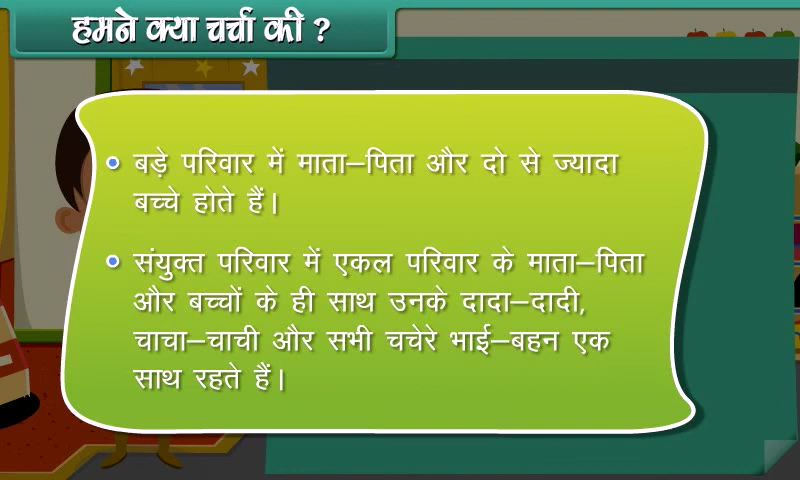 हमने क्या चर्चा की ?
बड़े परिवार में माता–पिता और दो से ज्यादा
बच्चे होते हैं।
संयुक्त परिवार में एकल परिवार के माता–पिता
और बच्चों के ही साथ उनके दादा–दादी,
चाचा–चाची और सभी चचेरे भाई–बहन एक
साथ रहते हैं।